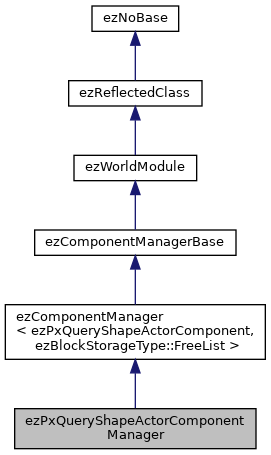 ezNoBase
ezReflectedClass
ezWorldModule
ezComponentManagerBase
ezComponentManager
< ezPxQueryShapeActorComponent,
ezBlockStorageType::FreeList >
ezPxQueryShapeActorComponent
Manager